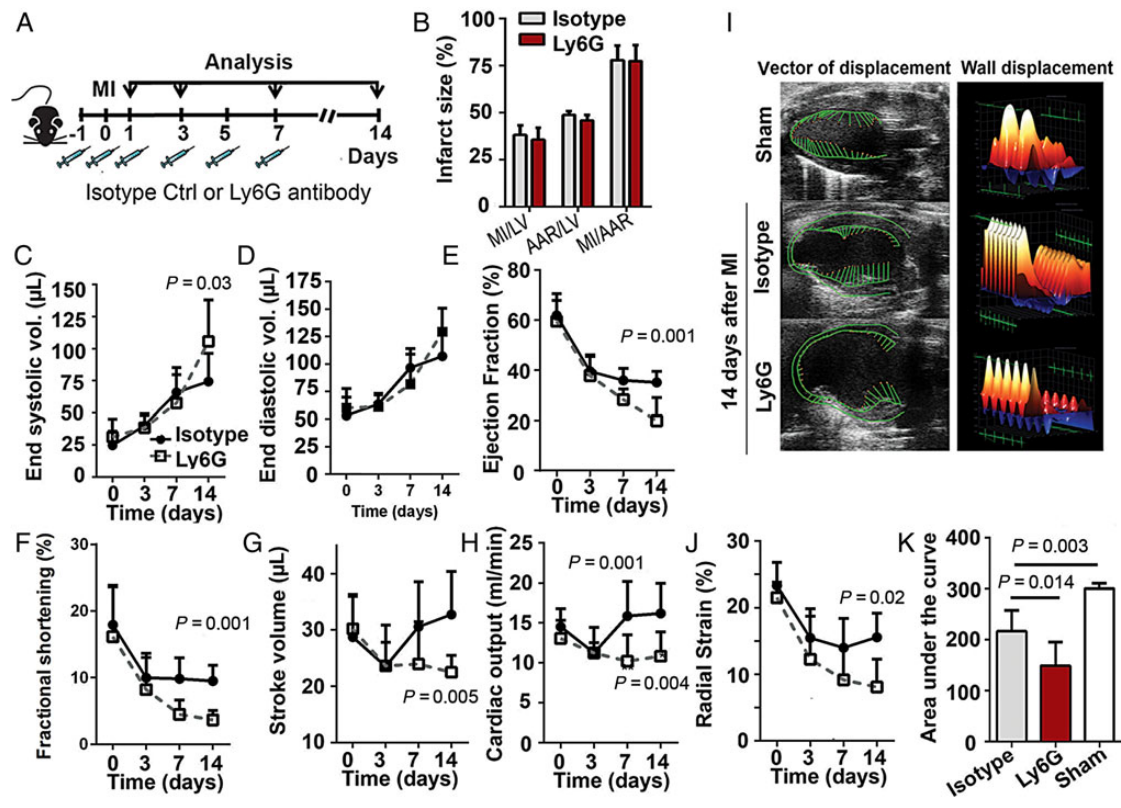 A
MI
Analysis
-1 0 1 3 5 7 // 14
Days
Isotype Ctrl or Ly6G antibody
B
Infarct size (%)
100
75
50
25
0
Isotype
Ly6G
MI/LV
AAR/LV
MI/AAR
I
Vector of displacement
Wall displacement
Sham
14 days after MI
Isotype
Ly6G
C
End systolic vol. (µL)
150
125
100
75
50
25
0
P = 0.03
Isotype
Ly6G
0 3 7 14
Time (days)
D
End diastolic vol. (µL)
175
150
125
100
75
50
25
0
0 3 7 14
Time (days)
E
Ejection Fraction (%)
80
60
40
20
0
P = 0.001
0 3 7 14
Time (days)
F
Fractional shortening (%)
30
20
10
0
P = 0.001
0 3 7 14
Time (days)
G
Stroke volume (µL)
40
30
20
10
P = 0.005
0 3 7 14
Time (days)
H
Cardiac output (ml/min)
25
20
15
10
5
0
P = 0.001
P = 0.004
0 3 7 14
Time (days)
J
Radial Strain (%)
30
20
10
0
P = 0.02
0 3 7 14
Time (days)
K
Area under the curve
400
300
200
100
0
P = 0.003
P = 0.014
Isotype
Ly6G
Sham